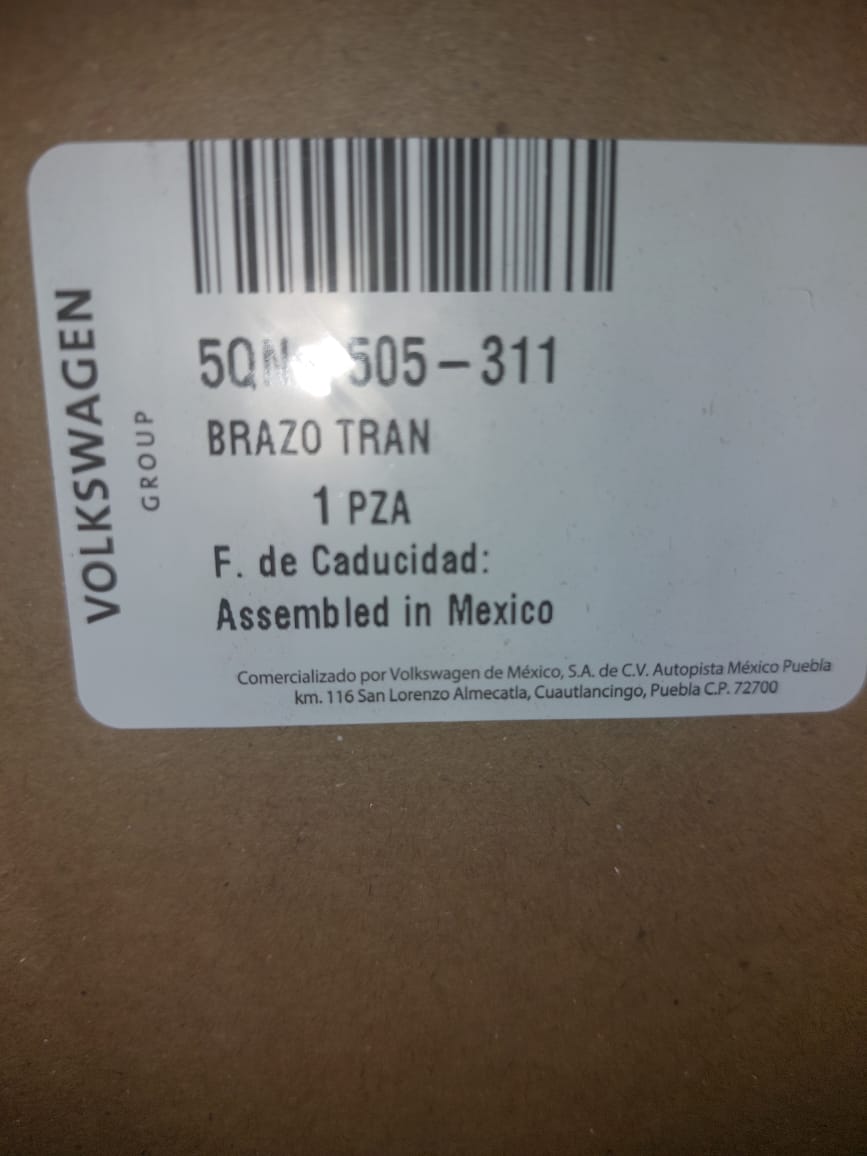 VOLKSWAGEN
GROUP
505-311
BRAZO TRAN
1 PZA
F. de Caducidad:
Assembled in Mexico
Comercializado por Volkswagen de México, S.A. de C.V. Autopista México Puebla
km. 116 San Lorenzo Almecatla, Cuautlancingo, Puebla C.P. 72700